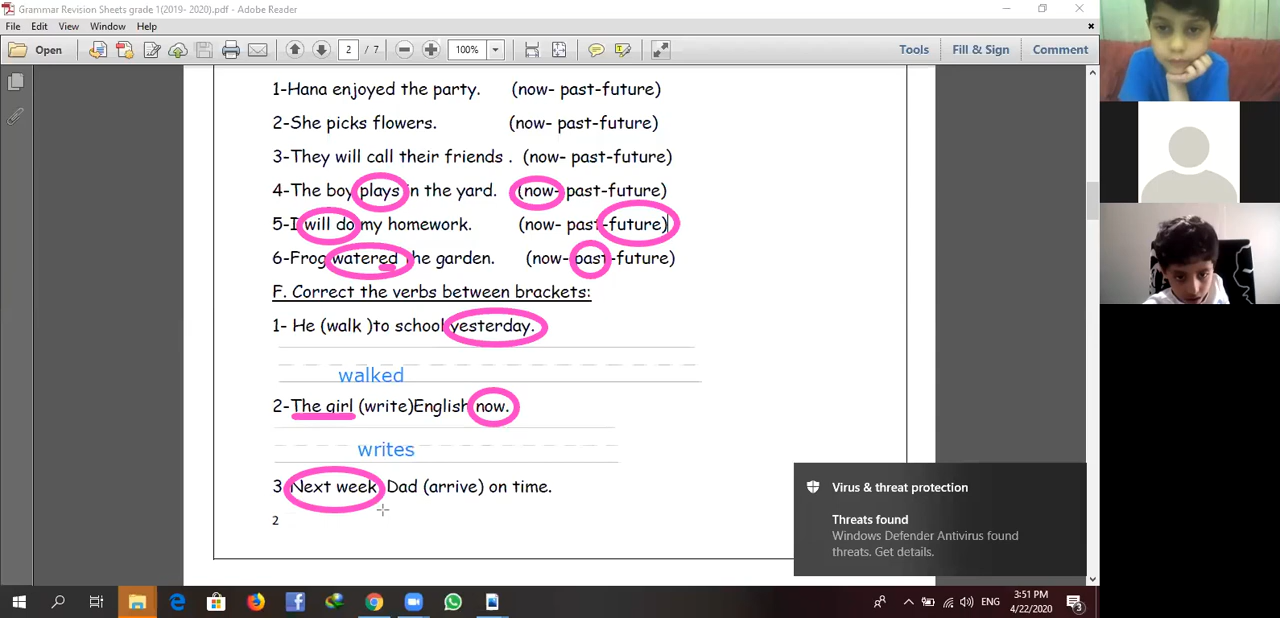 Grammar Revision Sheets grade 1(2019- 2020).pdf - Adobe Reader
File Edit View Window Help
Open 2 / 7 100% Tools Fill & Sign Comment
1-Hana enjoyed the party. (now- past-future)
2-She picks flowers. (now- past-future)
3-They will call their friends . (now- past-future)
4-The boy plays in the yard. (now- past-future)
5-I will do my homework. (now- past-future)
6-Frog watered the garden. (now- past-future)
F. Correct the verbs between brackets:
1- He (walk )to school yesterday.
walked
2-The girl (write)English now.
writes
3 Next week Dad (arrive) on time.
2
Virus & threat protection
Threats found
Windows Defender Antivirus found
threats. Get details.
ENG
3:51 PM
4/22/2020
3